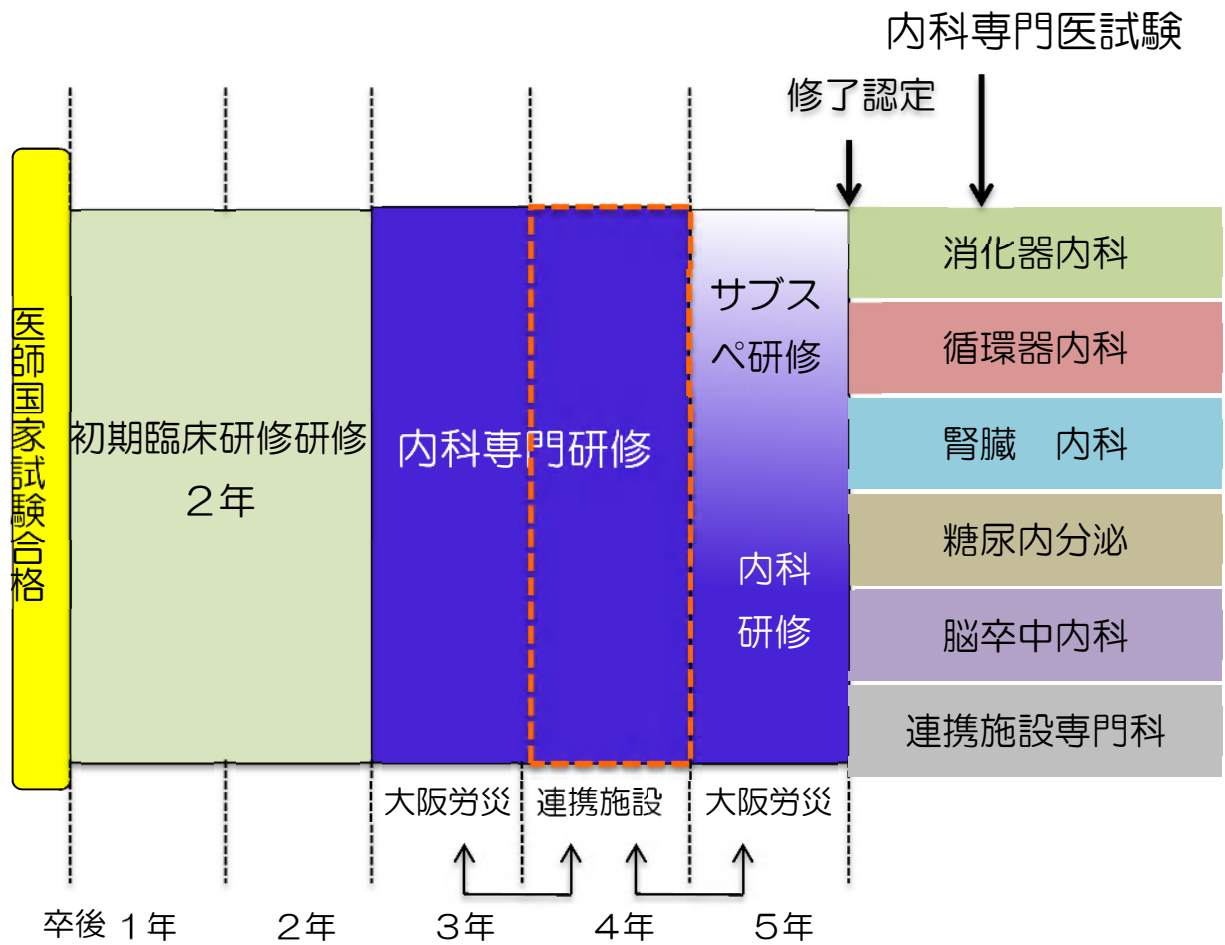 内科専門医試験
修了認定
医師国家試験合格
初期臨床研修研修
２年
内科専門研修
サブス
ペ研修
内科
研修
消化器内科
循環器内科
腎臓　内科
糖尿内分泌
脳卒中内科
連携施設専門科
大阪労災
連携施設
大阪労災
卒後 １年
２年
３年
４年
５年